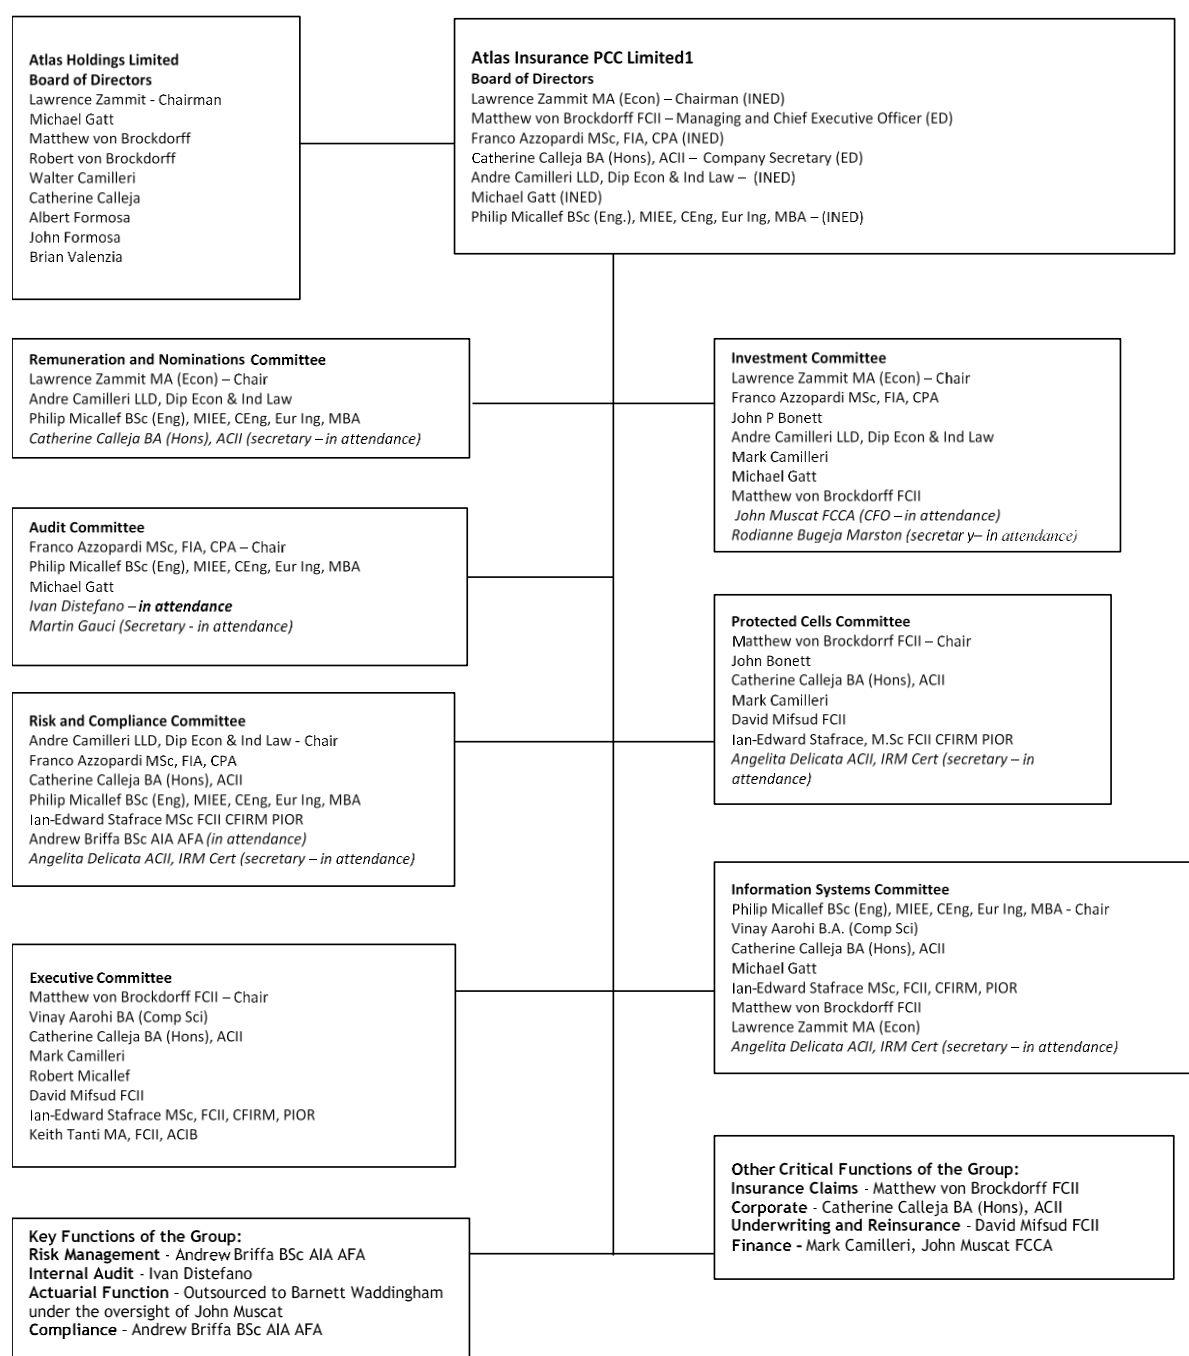 Atlas Holdings Limited
Board of Directors
Lawrence Zammit - Chairman
Michael Gatt
Matthew von Brockdorff
Robert von Brockdorff
Walter Camilleri
Catherine Calleja
Albert Formosa
John Formosa
Brian Valenzia
Atlas Insurance PCC Limited1
Board of Directors
Lawrence Zammit MA (Econ) – Chairman (INED)
Matthew von Brockdorff FCII – Managing and Chief Executive Officer (ED)
Franco Azzopardi MSc, FIA, CPA (INED)
Catherine Calleja BA (Hons), ACII – Company Secretary (ED)
Andre Camilleri LLD, Dip Econ & Ind Law – (INED)
Michael Gatt (INED)
Philip Micallef BSc (Eng.), MIEE, CEng, Eur Ing, MBA – (INED)
Remuneration and Nominations Committee
Lawrence Zammit MA (Econ) – Chair
Andre Camilleri LLD, Dip Econ & Ind Law
Philip Micallef BSc (Eng), MIEE, CEng, Eur Ing, MBA
Catherine Calleja BA (Hons), ACII (secretary – in attendance)
Investment Committee
Lawrence Zammit MA (Econ) – Chair
Franco Azzopardi MSc, FIA, CPA
John P Bonett
Andre Camilleri LLD, Dip Econ & Ind Law
Mark Camilleri
Michael Gatt
Matthew von Brockdorff FCII
John Muscat FCCA (CFO – in attendance)
Rodianne Bugeja Marston (secretar y– in attendance)
Audit Committee
Franco Azzopardi MSc, FIA, CPA – Chair
Philip Micallef BSc (Eng), MIEE, CEng, Eur Ing, MBA
Michael Gatt
Ivan Distefano – in attendance
Martin Gauci (Secretary - in attendance)
Protected Cells Committee
Matthew von Brockdorrf FCII – Chair
John Bonett
Catherine Calleja BA (Hons), ACII
Mark Camilleri
David Mifsud FCII
Ian-Edward Stafrace, M.Sc FCII CFIRM PIOR
Angelita Delicata ACII, IRM Cert (secretary – in
attendance)
Risk and Compliance Committee
Andre Camilleri LLD, Dip Econ & Ind Law - Chair
Franco Azzopardi MSc, FIA, CPA
Catherine Calleja BA (Hons), ACII
Philip Micallef BSc (Eng), MIEE, CEng, Eur Ing, MBA
Ian-Edward Stafrace MSc FCII CFIRM PIOR
Andrew Briffa BSc AIA AFA (in attendance)
Angelita Delicata ACII, IRM Cert (secretary – in attendance)
Information Systems Committee
Philip Micallef BSc (Eng), MIEE, CEng, Eur Ing, MBA - Chair
Vinay Aarohi B.A. (Comp Sci)
Catherine Calleja BA (Hons), ACII
Michael Gatt
Ian-Edward Stafrace MSc, FCII, CFIRM, PIOR
Matthew von Brockdorff FCII
Lawrence Zammit MA (Econ)
Angelita Delicata ACII, IRM Cert (secretary – in attendance)
Executive Committee
Matthew von Brockdorff FCII – Chair
Vinay Aarohi BA (Comp Sci)
Catherine Calleja BA (Hons), ACII
Mark Camilleri
Robert Micallef
David Mifsud FCII
Ian-Edward Stafrace MSc, FCII, CFIRM, PIOR
Keith Tanti MA, FCII, ACIB
Other Critical Functions of the Group:
Insurance Claims - Matthew von Brockdorff FCII
Corporate - Catherine Calleja BA (Hons), ACII
Underwriting and Reinsurance - David Mifsud FCII
Finance - Mark Camilleri, John Muscat FCCA
Key Functions of the Group:
Risk Management - Andrew Briffa BSc AIA AFA
Internal Audit - Ivan Distefano
Actuarial Function - Outsourced to Barnett Waddingham
under the oversight of John Muscat
Compliance - Andrew Briffa BSc AIA AFA